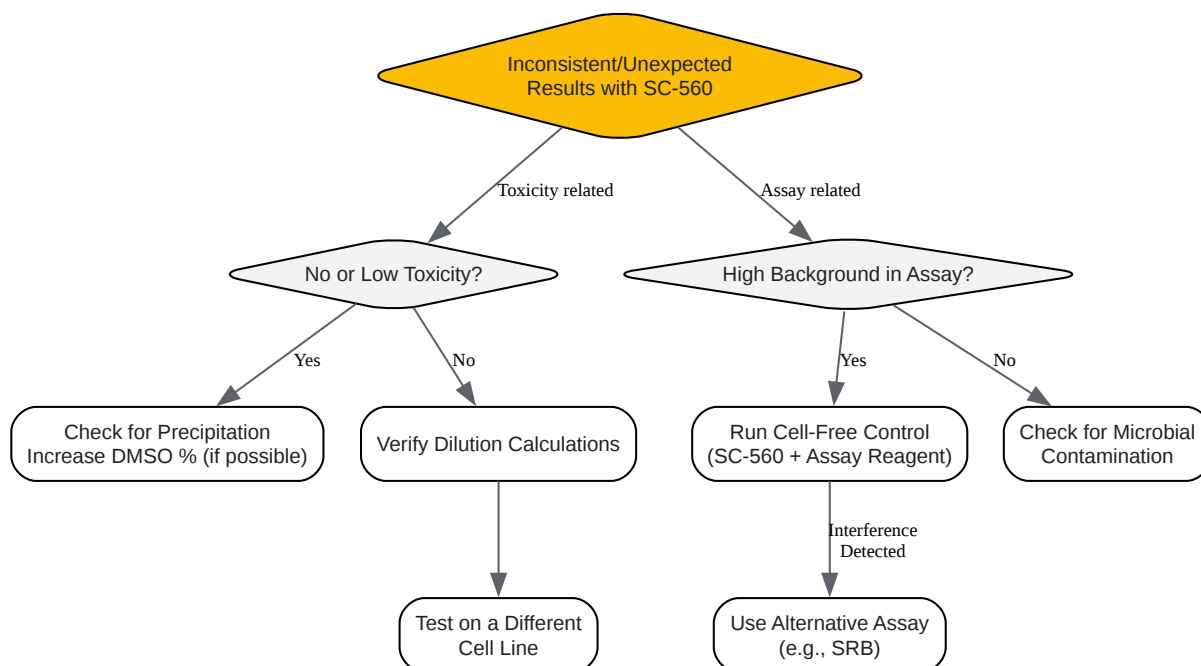 Inconsistent/Unexpected
Results with SC-560
Toxicity related
Assay related
No or Low Toxicity?
High Background in Assay?
Yes
No
Yes
No
Check for Precipitation
Increase DMSO % (if possible)
Verify Dilution Calculations
Run Cell-Free Control
(SC-560 + Assay Reagent)
Check for Microbial
Contamination
Interference
Detected
Test on a Different
Cell Line
Use Alternative Assay
(e.g., SRB)